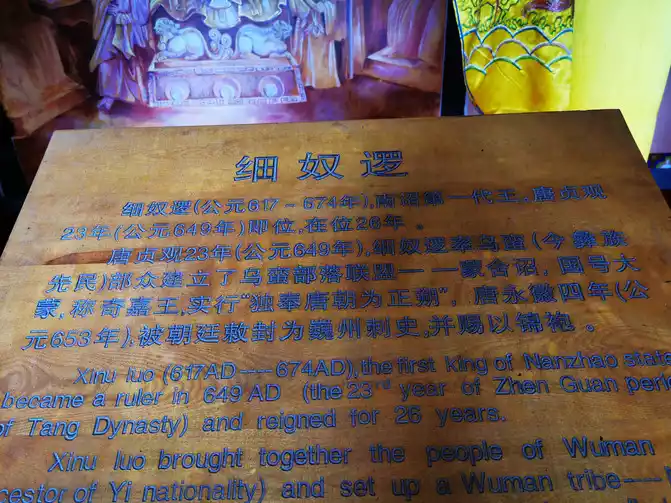 细奴逻
细奴逻(公元617-674年),南诏第一代王,唐贞观
23年(公元649年)即位,在位26年。
唐贞观23年(公元649年),细奴逻率乌蛮(今彝族
先民)部众建立了乌蛮部落联盟——蒙舍诏,国号大
蒙,称奇嘉王,实行"独奉唐朝为正朔",唐永徽四年(公
元653年),被朝廷敕封为巍州刺史,并赐以锦袍。
Xinu luo (617AD——674AD),the first king of Nanzhao state
became a ruler in 649 AD (the 23rd year of Zhen Guan
of Tang Dynasty) and reigned for 26 years.
Xinu luo brought together the people of Wuman
of Yi nationality) and set up a Wuman tribe——